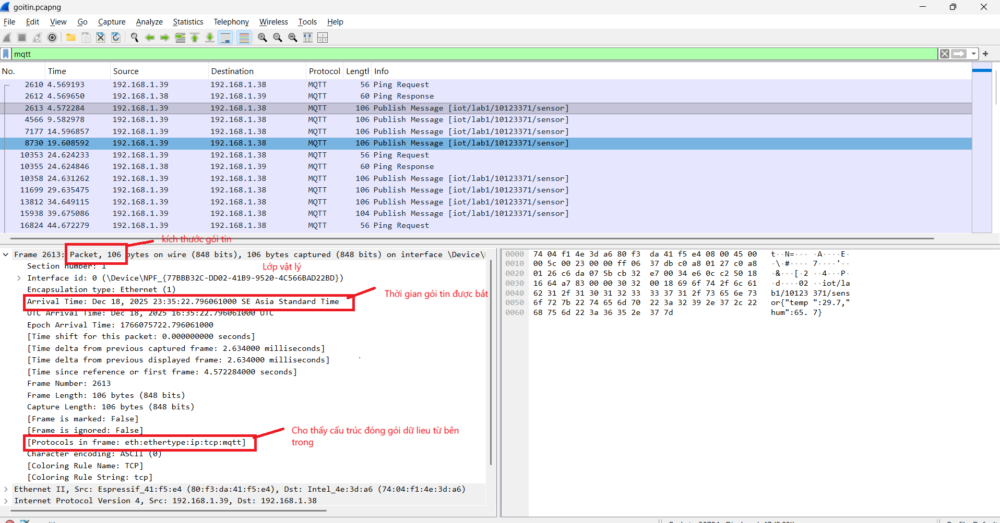 goitin.pcapng
File Edit View Go Capture Analyze Statistics Telephony Wireless Tools Help
mqtt
No. Time Source Destination Protocol Length Info
2610 4.569193 192.168.1.39 192.168.1.38 MQTT 56 Ping Request
2612 4.569650 192.168.1.38 192.168.1.39 MQTT 60 Ping Response
2613 4.572284 192.168.1.39 192.168.1.38 MQTT 106 Publish Message [iot/lab1/10123371/sensor]
4566 9.582978 192.168.1.39 192.168.1.38 MQTT 106 Publish Message [iot/lab1/10123371/sensor]
7177 14.596857 192.168.1.39 192.168.1.38 MQTT 106 Publish Message [iot/lab1/10123371/sensor]
8730 19.608592 192.168.1.39 192.168.1.38 MQTT 106 Publish Message [iot/lab1/10123371/sensor]
10353 24.624233 192.168.1.39 192.168.1.38 MQTT 56 Ping Request
10355 24.624846 192.168.1.38 192.168.1.39 MQTT 60 Ping Response
10358 24.631262 192.168.1.39 192.168.1.38 MQTT 106 Publish Message [iot/lab1/10123371/sensor]
11699 29.635475 192.168.1.39 192.168.1.38 MQTT 106 Publish Message [iot/lab1/10123371/sensor]
13812 34.649115 192.168.1.39 192.168.1.38 MQTT 106 Publish Message [iot/lab1/10123371/sensor]
15938 39.675086 192.168.1.39 192.168.1.38 MQTT 104 Publish Message [iot/lab1/10123371/sensor]
16824 44.672279 192.168.1.39 192.168.1.38 MQTT 56 Ping Request
kích thước gói tin
Frame 2613: Packet, 106 bytes on wire (848 bits), 106 bytes captured (848 bits) on interface \Device\
Section number: 1
Lớp vật lý
Interface id: 0 (\Device\NPF_{77BBB32C-DD02-41B9-9520-4C566BAD22BD})
Encapsulation type: Ethernet (1)
Thời gian gói tin được bắt
Arrival Time: Dec 18, 2025 23:35:22.796061000 SE Asia Standard Time
UTC Arrival Time: Dec 18, 2025 16:35:22.796061000 UTC
Epoch Arrival Time: 1766075722.796061000
[Time shift for this packet: 0.000000000 seconds]
[Time delta from previous captured frame: 2.634000 milliseconds]
[Time delta from previous displayed frame: 2.634000 milliseconds]
[Time since reference or first frame: 4.572284000 seconds]
Frame Number: 2613
Frame Length: 106 bytes (848 bits)
Capture Length: 106 bytes (848 bits)
[Frame is marked: False]
[Frame is ignored: False]
Cho thấy cấu trúc đóng gói dữ lieu từ bên
trong
[Protocols in frame: eth:ethertype:ip:tcp:mqtt]
Character encoding: ASCII (0)
[Coloring Rule Name: TCP]
[Coloring Rule String: tcp]
Ethernet II, Src: Espressif_41:f5:e4 (80:f3:da:41:f5:e4), Dst: Intel_4e:3d:a6 (74:04:f1:4e:3d:a6)
Internet Protocol Version 4, Src: 192.168.1.39, Dst: 192.168.1.38
0000 74 04 f1 4e 3d a6 80 f3 da 41 f5 e4 08 00 45 00 t··N=··· ·A····E·
0010 00 5c 00 23 00 00 ff 06 37 db c0 a8 01 27 c0 a8 ·\·#···· 7····'··
0020 01 26 c6 da 07 5b cb 32 e7 00 34 e6 0c c2 50 18 ·&···[·2 ··4···P·
0030 16 64 a7 83 00 00 30 32 00 18 69 6f 74 2f 6c 61 ·d····02 ··iot/la
0040 62 31 2f 31 30 31 32 33 33 37 31 2f 73 65 6e 73 b1/10123 371/sens
0050 6f 72 7b 22 74 65 6d 70 22 3a 32 39 2e 37 2c 22 or{"temp ":29.7,"
0060 68 75 6d 22 3a 36 35 2e 37 7d hum":65. 7}